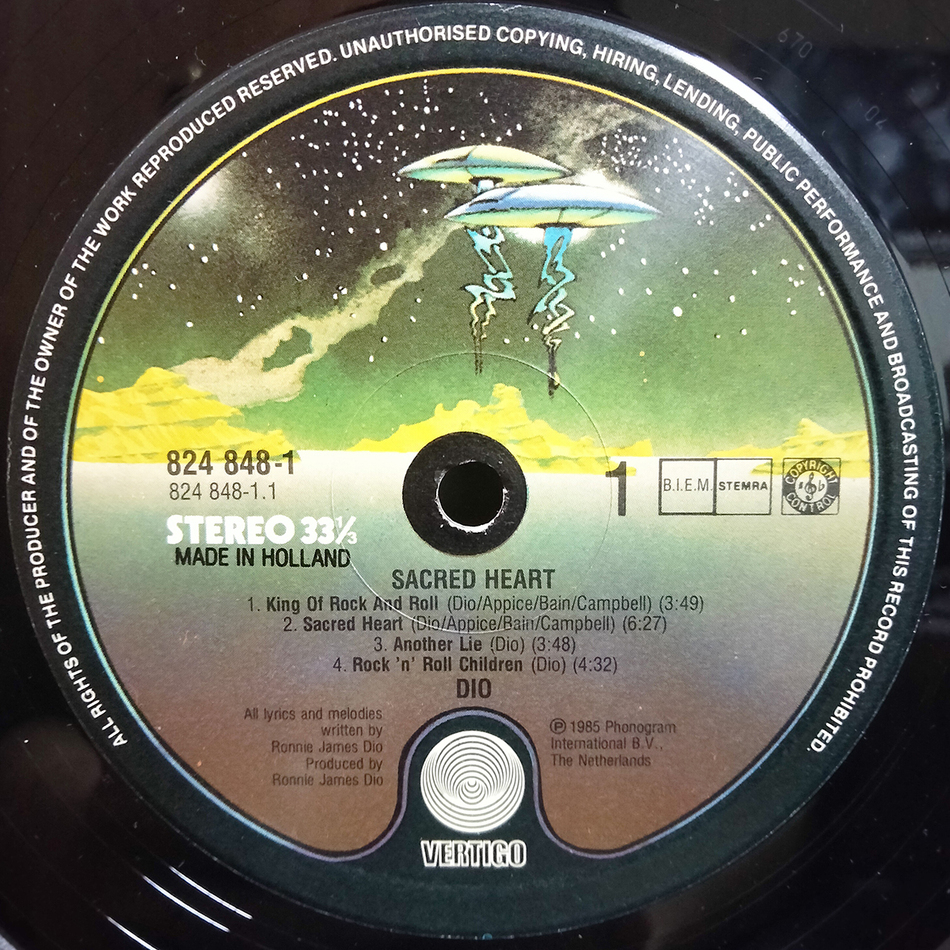 ALL RIGHTS OF THE PRODUCER AND OF THE OWNER OF THE WORK REPRODUCED RESERVED. UNAUTHORISED COPYING, HIRING, LENDING, PUBLIC PERFORMANCE AND BROADCASTING OF THIS RECORD PROHIBITED.
670
04
824 848-1
824 848-1.1
STEREO 33⅓
MADE IN HOLLAND
1
B.I.E.M. STEMRA
COPYRIGHT CONTROL
SACRED HEART
1. King Of Rock And Roll (Dio/Appice/Bain/Campbell) (3:49)
2. Sacred Heart (Dio/Appice/Bain/Campbell) (6:27)
3. Another Lie (Dio) (3:48)
4. Rock 'n' Roll Children (Dio) (4:32)
DIO
All lyrics and melodies
written by
Ronnie James Dio
Produced by
Ronnie James Dio
℗ 1985 Phonogram
International B.V.,
The Netherlands
VERTIGO